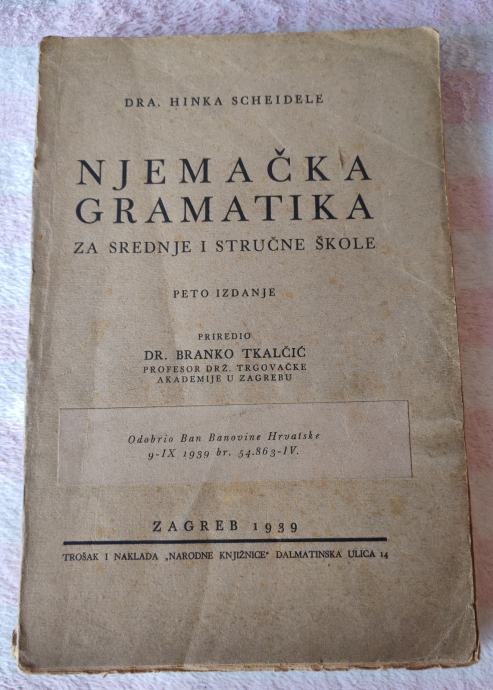 DRA. HINKA SCHEIDELE
NJEMAČKA
GRAMATIKA
ZA SREDNJE I STRUČNE ŠKOLE
PETO IZDANJE
PRIREDIO
DR. BRANKO TKALČIĆ
PROFESOR DRŽ. TRGOVAČKE
AKADEMIJE U ZAGREBU
Odobrio Ban Banovine Hrvatske
9-IX 1939 br. 54.863-IV.
ZAGREB 1939
TROŠAK I NAKLADA „NARODNE KNJIŽNICE“ DALMATINSKA ULICA 14